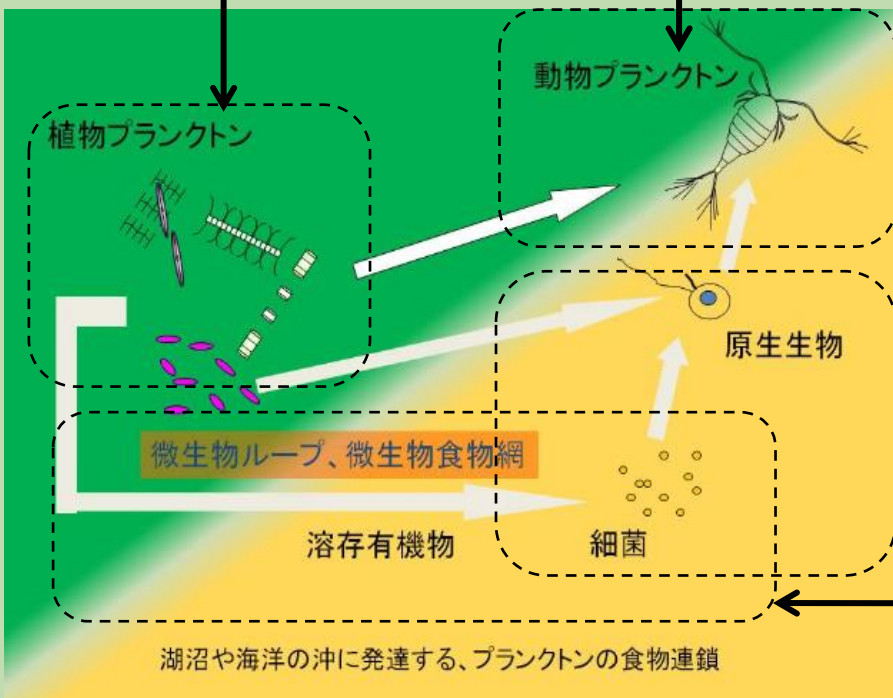 動物プランクトン
植物プランクトン
原生生物
微生物ループ、微生物食物網
溶存有機物
細菌
湖沼や海洋の沖に発達する、プランクトンの食物連鎖